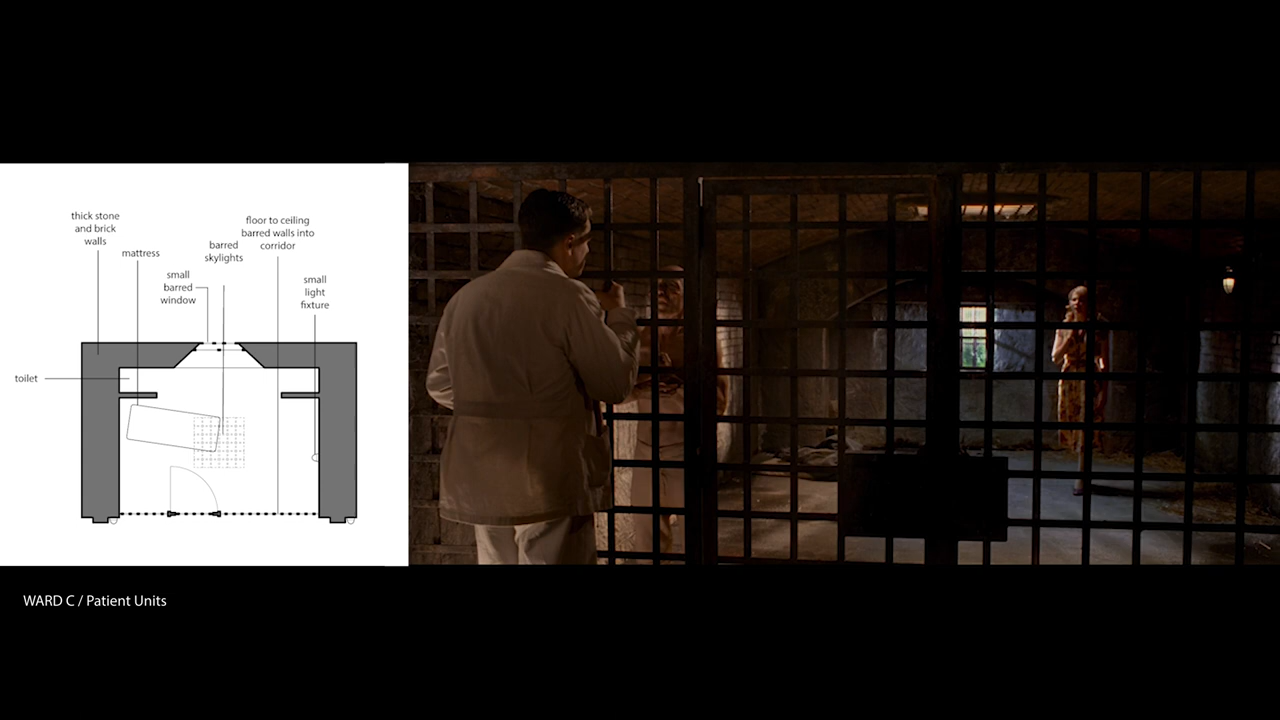 thick stone
and brick
walls
mattress
small
barred
window
barred
skylights
floor to ceiling
barred walls into
corridor
small
light
fixture
toilet
WARD C / Patient Units